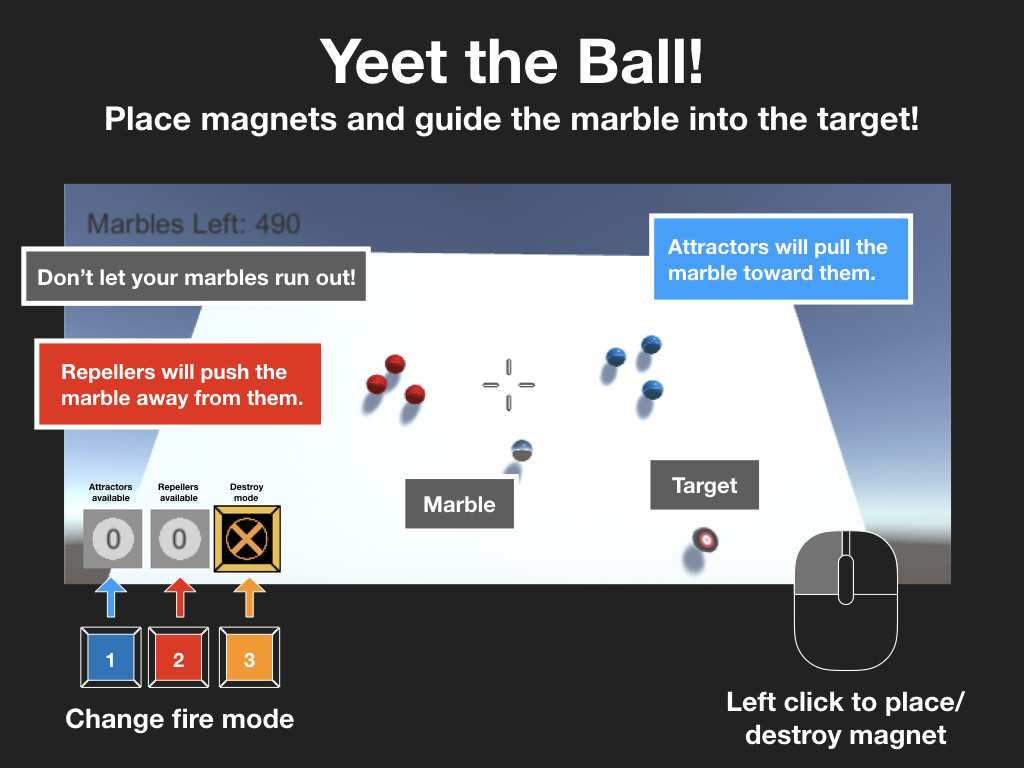 Yeet the Ball!
Place magnets and guide the marble into the target!
Marbles Left: 490
Don’t let your marbles run out!
Attractors will pull the
marble toward them.
Repellers will push the
marble away from them.
Marble
Target
Attractors
available
Repellers
available
Destroy
mode
0
0
1
2
3
Change fire mode
Left click to place/
destroy magnet